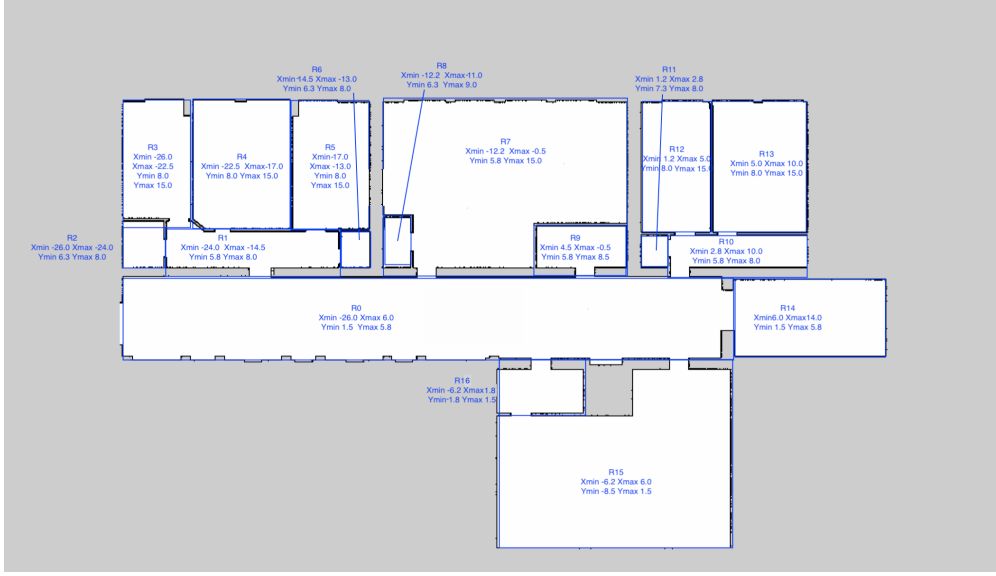 R6
Xmin-14.5 Xmax -13.0
Ymin 6.3 Ymax 8.0
R8
Xmin -12.2 Xmax-11.0
Ymin 6.3 Ymax 9.0
R11
Xmin 1.2 Xmax 2.8
Ymin 7.3 Ymax 8.0
R3
Xmin -26.0
Xmax -22.5
Ymin 8.0
Ymax 15.0
R4
Xmin -22.5 Xmax-17.0
Ymin 8.0 Ymax 15.0
R5
Xmin-17.0
Xmax -13.0
Ymin 8.0
Ymax 15.0
R7
Xmin -12.2 Xmax -0.5
Ymin 5.8 Ymax 15.0
R12
Xmin 1.2 Xmax 5.0
Ymin 8.0 Ymax 15.0
R13
Xmin 5.0 Xmax 10.0
Ymin 8.0 Ymax 15.0
R2
Xmin -26.0 Xmax -24.0
Ymin 6.3 Ymax 8.0
R1
Xmin -24.0 Xmax -14.5
Ymin 5.8 Ymax 8.0
R9
Xmin 4.5 Xmax -0.5
Ymin 5.8 Ymax 8.5
R10
Xmin 2.8 Xmax 10.0
Ymin 5.8 Ymax 8.0
R0
Xmin -26.0 Xmax 6.0
Ymin 1.5 Ymax 5.8
R14
Xmin6.0 Xmax14.0
Ymin 1.5 Ymax 5.8
R16
Xmin -6.2 Xmax1.8
Ymin-1.8 Ymax 1.5
R15
Xmin -6.2 Xmax 6.0
Ymin -8.5 Ymax 1.5